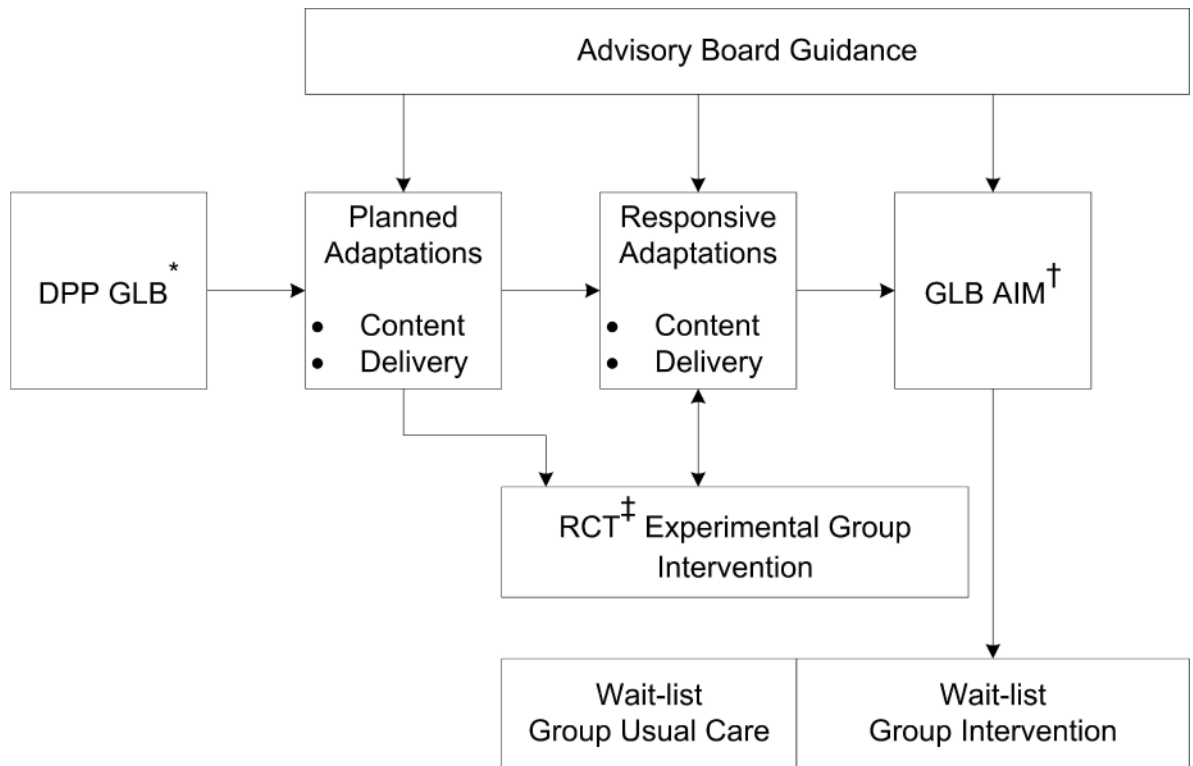 Advisory Board Guidance
DPP GLB*
Planned
Adaptations
• Content
• Delivery
Responsive
Adaptations
• Content
• Delivery
GLB AIM†
RCT‡ Experimental Group
Intervention
Wait-list
Group Usual Care
Wait-list
Group Intervention